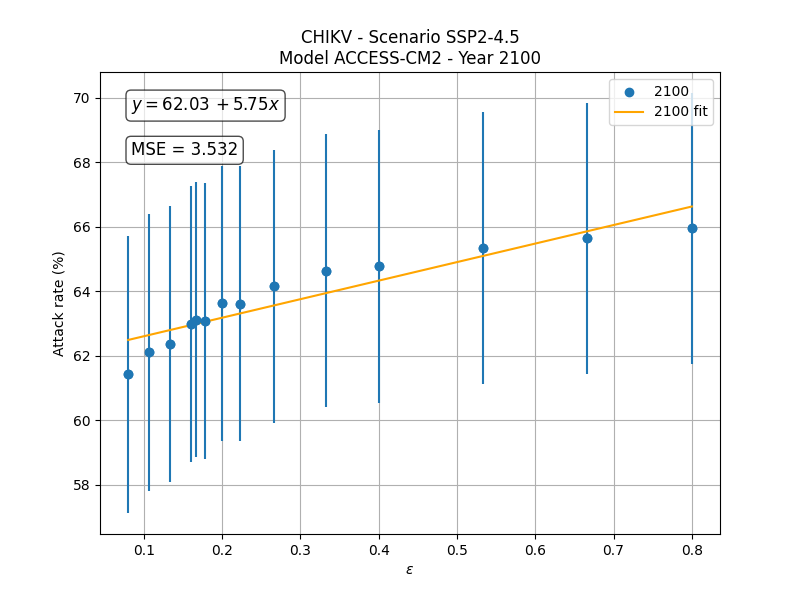 CHIKV - Scenario SSP2-4.5
Model ACCESS-CM2 - Year 2100
y = 62.03 + 5.75x
MSE = 3.532
2100
2100 fit
Attack rate (%)
70
68
66
64
62
60
58
0.1 0.2 0.3 0.4 0.5 0.6 0.7 0.8
ε